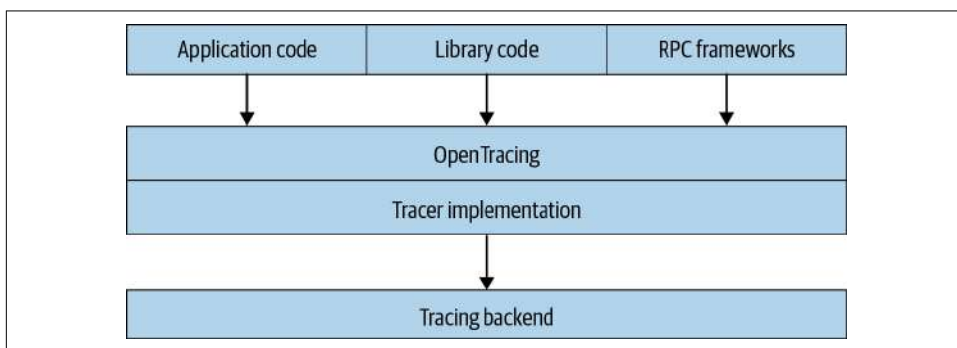 Application code
Library code
RPC frameworks
OpenTracing
Tracer implementation
Tracing backend